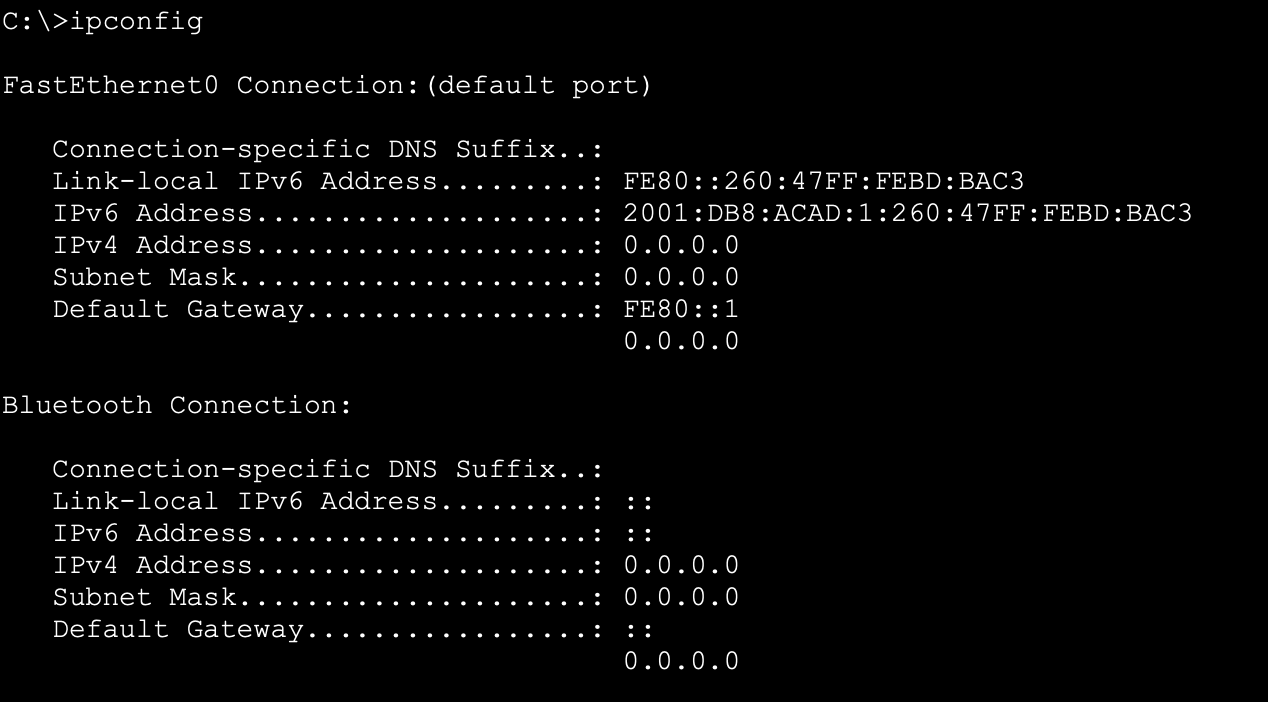 C:\>ipconfig
FastEthernet0 Connection:(default port)
Connection-specific DNS Suffix..:
Link-local IPv6 Address.........: FE80::260:47FF:FEBD:BAC3
IPv6 Address....................: 2001:DB8:ACAD:1:260:47FF:FEBD:BAC3
IPv4 Address....................: 0.0.0.0
Subnet Mask.....................: 0.0.0.0
Default Gateway.................: FE80::1
0.0.0.0
Bluetooth Connection:
Connection-specific DNS Suffix..:
Link-local IPv6 Address.........: ::
IPv6 Address....................: ::
IPv4 Address....................: 0.0.0.0
Subnet Mask.....................: 0.0.0.0
Default Gateway.................: ::
0.0.0.0